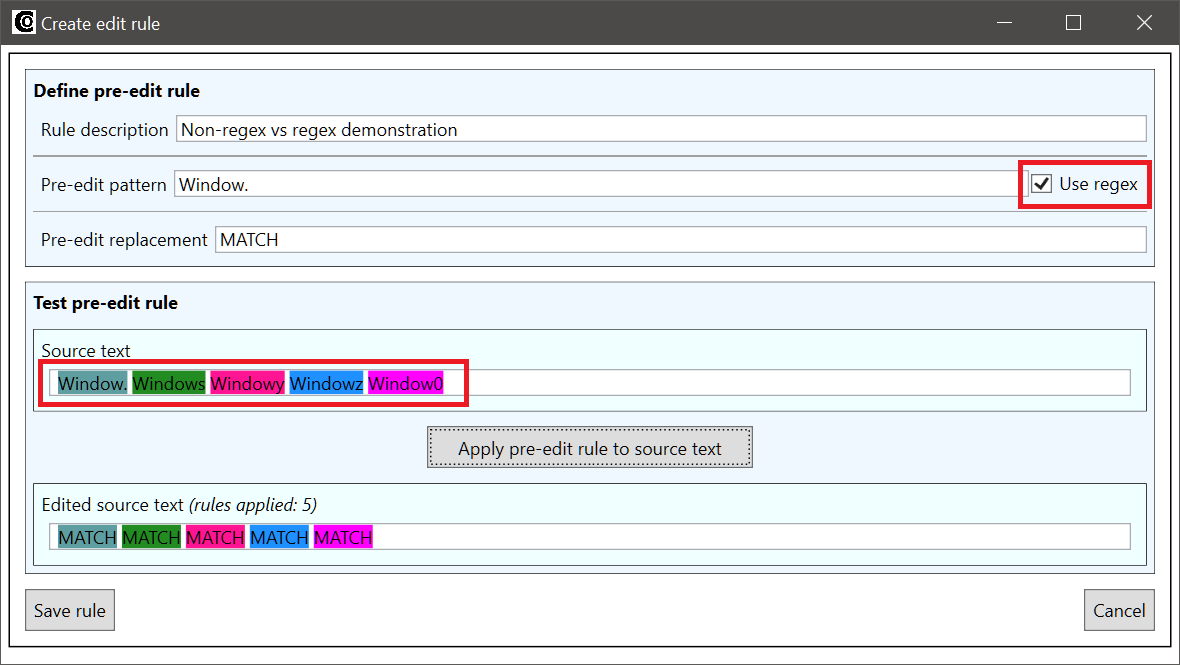 Create edit rule
Define pre-edit rule
Rule description Non-regex vs regex demonstration
Pre-edit pattern Window. Use regex
Pre-edit replacement MATCH
Test pre-edit rule
Source text
Window. Windows Windowy Windowz Window0
Apply pre-edit rule to source text
Edited source text (rules applied: 5)
MATCH MATCH MATCH MATCH MATCH
Save rule Cancel